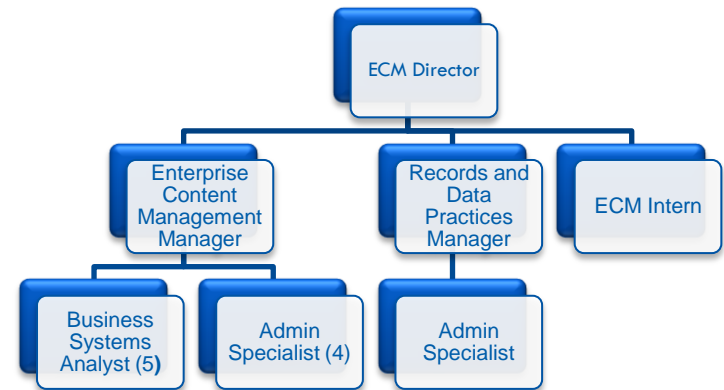 ECM Director
Enterprise
Content
Management
Manager
Records and
Data
Practices
Manager
ECM Intern
Business
Systems
Analyst (5)
Admin
Specialist (4)
Admin
Specialist